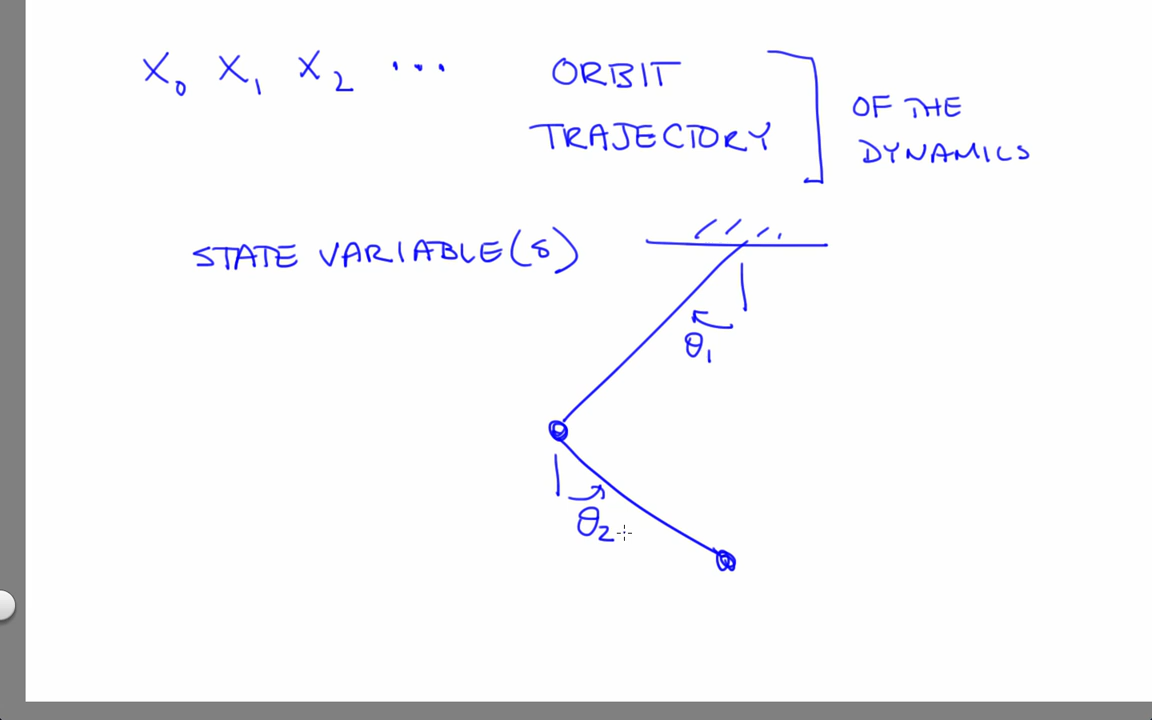 X₀ X₁ X₂ ... ORBIT
TRAJECTORY
OF THE
DYNAMICS
STATE VARIABLE(S)
θ₁
θ₂